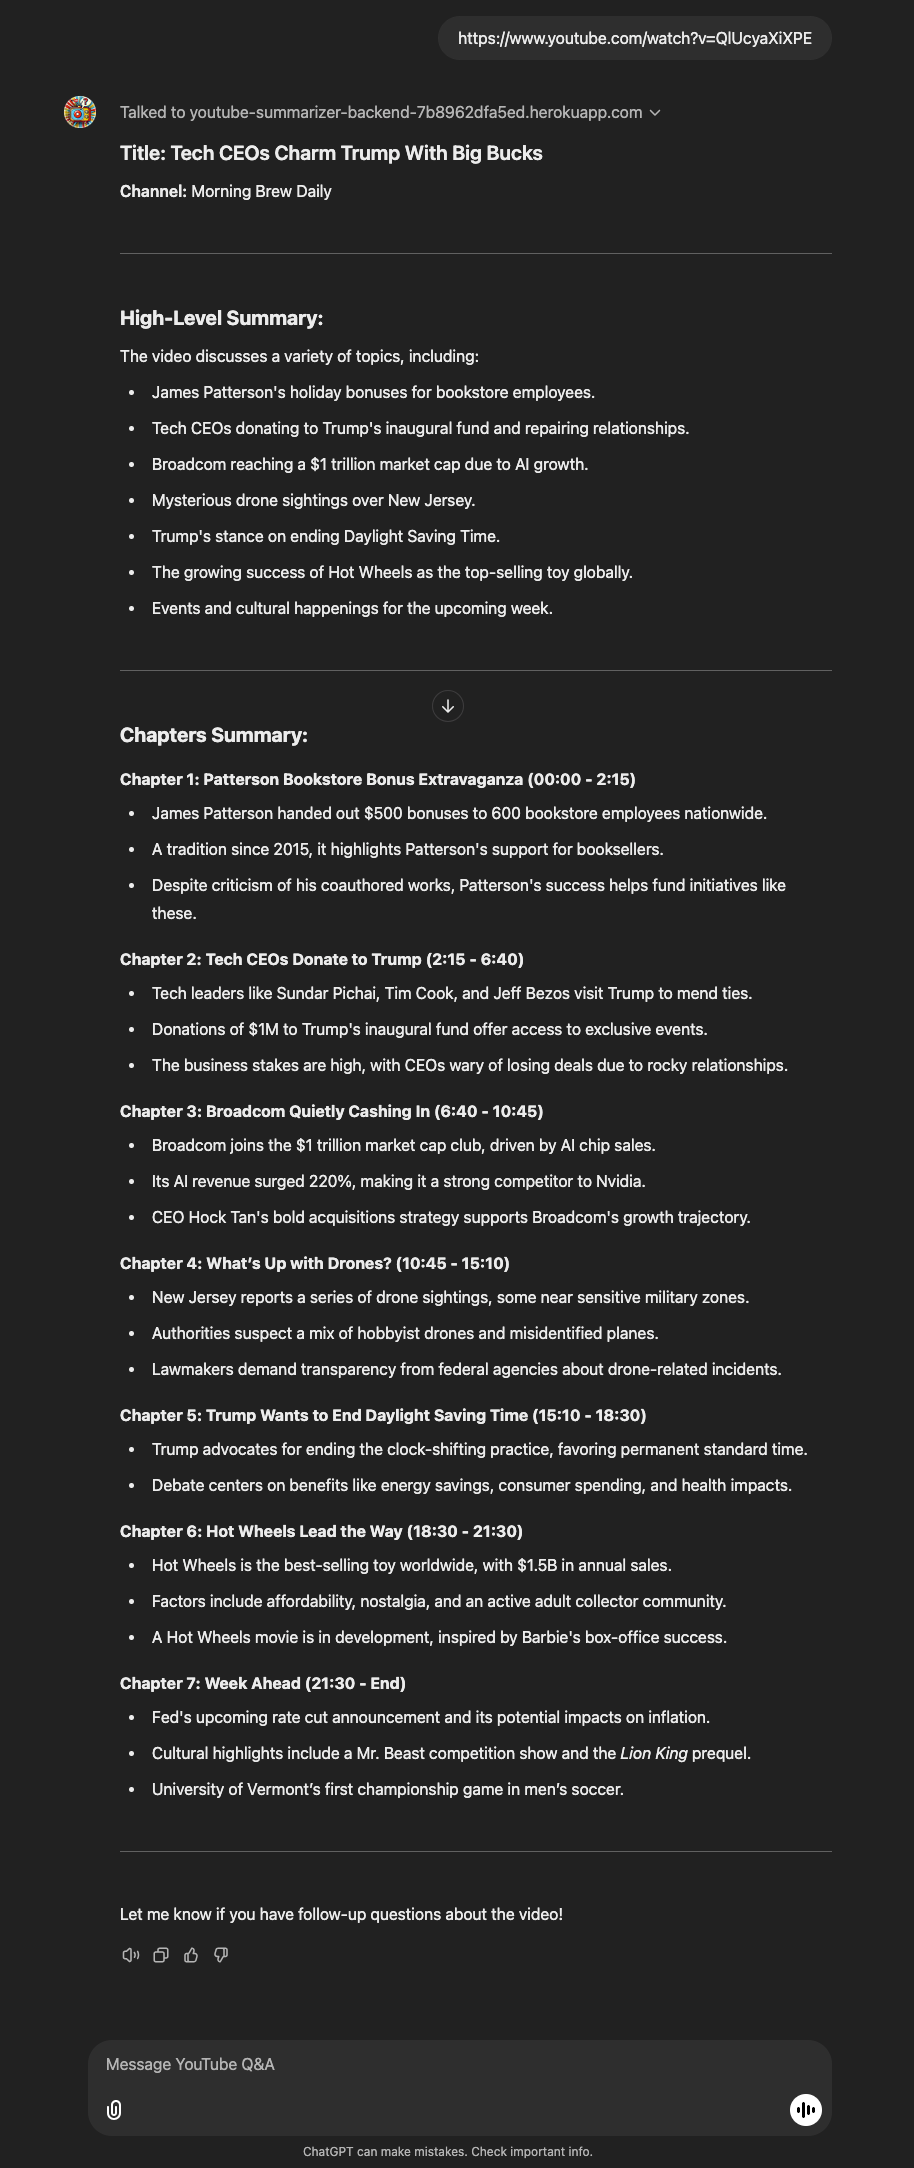 https://www.youtube.com/watch?v=QlUcyaXiXPE
Talked to youtube-summarizer-backend-7b8962dfa5ed.herokuapp.com
Title: Tech CEOs Charm Trump With Big Bucks
Channel: Morning Brew Daily
High-Level Summary:
The video discusses a variety of topics, including:
• James Patterson's holiday bonuses for bookstore employees.
• Tech CEOs donating to Trump's inaugural fund and repairing relationships.
• Broadcom reaching a $1 trillion market cap due to AI growth.
• Mysterious drone sightings over New Jersey.
• Trump's stance on ending Daylight Saving Time.
• The growing success of Hot Wheels as the top-selling toy globally.
• Events and cultural happenings for the upcoming week.
Chapters Summary:
Chapter 1: Patterson Bookstore Bonus Extravaganza (00:00 - 2:15)
• James Patterson handed out $500 bonuses to 600 bookstore employees nationwide.
• A tradition since 2015, it highlights Patterson's support for booksellers.
• Despite criticism of his coauthored works, Patterson's success helps fund initiatives like
these.
Chapter 2: Tech CEOs Donate to Trump (2:15 - 6:40)
• Tech leaders like Sundar Pichai, Tim Cook, and Jeff Bezos visit Trump to mend ties.
• Donations of $1M to Trump's inaugural fund offer access to exclusive events.
• The business stakes are high, with CEOs wary of losing deals due to rocky relationships.
Chapter 3: Broadcom Quietly Cashing In (6:40 - 10:45)
• Broadcom joins the $1 trillion market cap club, driven by AI chip sales.
• Its AI revenue surged 220%, making it a strong competitor to Nvidia.
• CEO Hock Tan's bold acquisitions strategy supports Broadcom's growth trajectory.
Chapter 4: What’s Up with Drones? (10:45 - 15:10)
• New Jersey reports a series of drone sightings, some near sensitive military zones.
• Authorities suspect a mix of hobbyist drones and misidentified planes.
• Lawmakers demand transparency from federal agencies about drone-related incidents.
Chapter 5: Trump Wants to End Daylight Saving Time (15:10 - 18:30)
• Trump advocates for ending the clock-shifting practice, favoring permanent standard time.
• Debate centers on benefits like energy savings, consumer spending, and health impacts.
Chapter 6: Hot Wheels Lead the Way (18:30 - 21:30)
• Hot Wheels is the best-selling toy worldwide, with $1.5B in annual sales.
• Factors include affordability, nostalgia, and an active adult collector community.
• A Hot Wheels movie is in development, inspired by Barbie's box-office success.
Chapter 7: Week Ahead (21:30 - End)
• Fed's upcoming rate cut announcement and its potential impacts on inflation.
• Cultural highlights include a Mr. Beast competition show and the Lion King prequel.
• University of Vermont’s first championship game in men’s soccer.
Let me know if you have follow-up questions about the video!
Message YouTube Q&A
ChatGPT can make mistakes. Check important info.